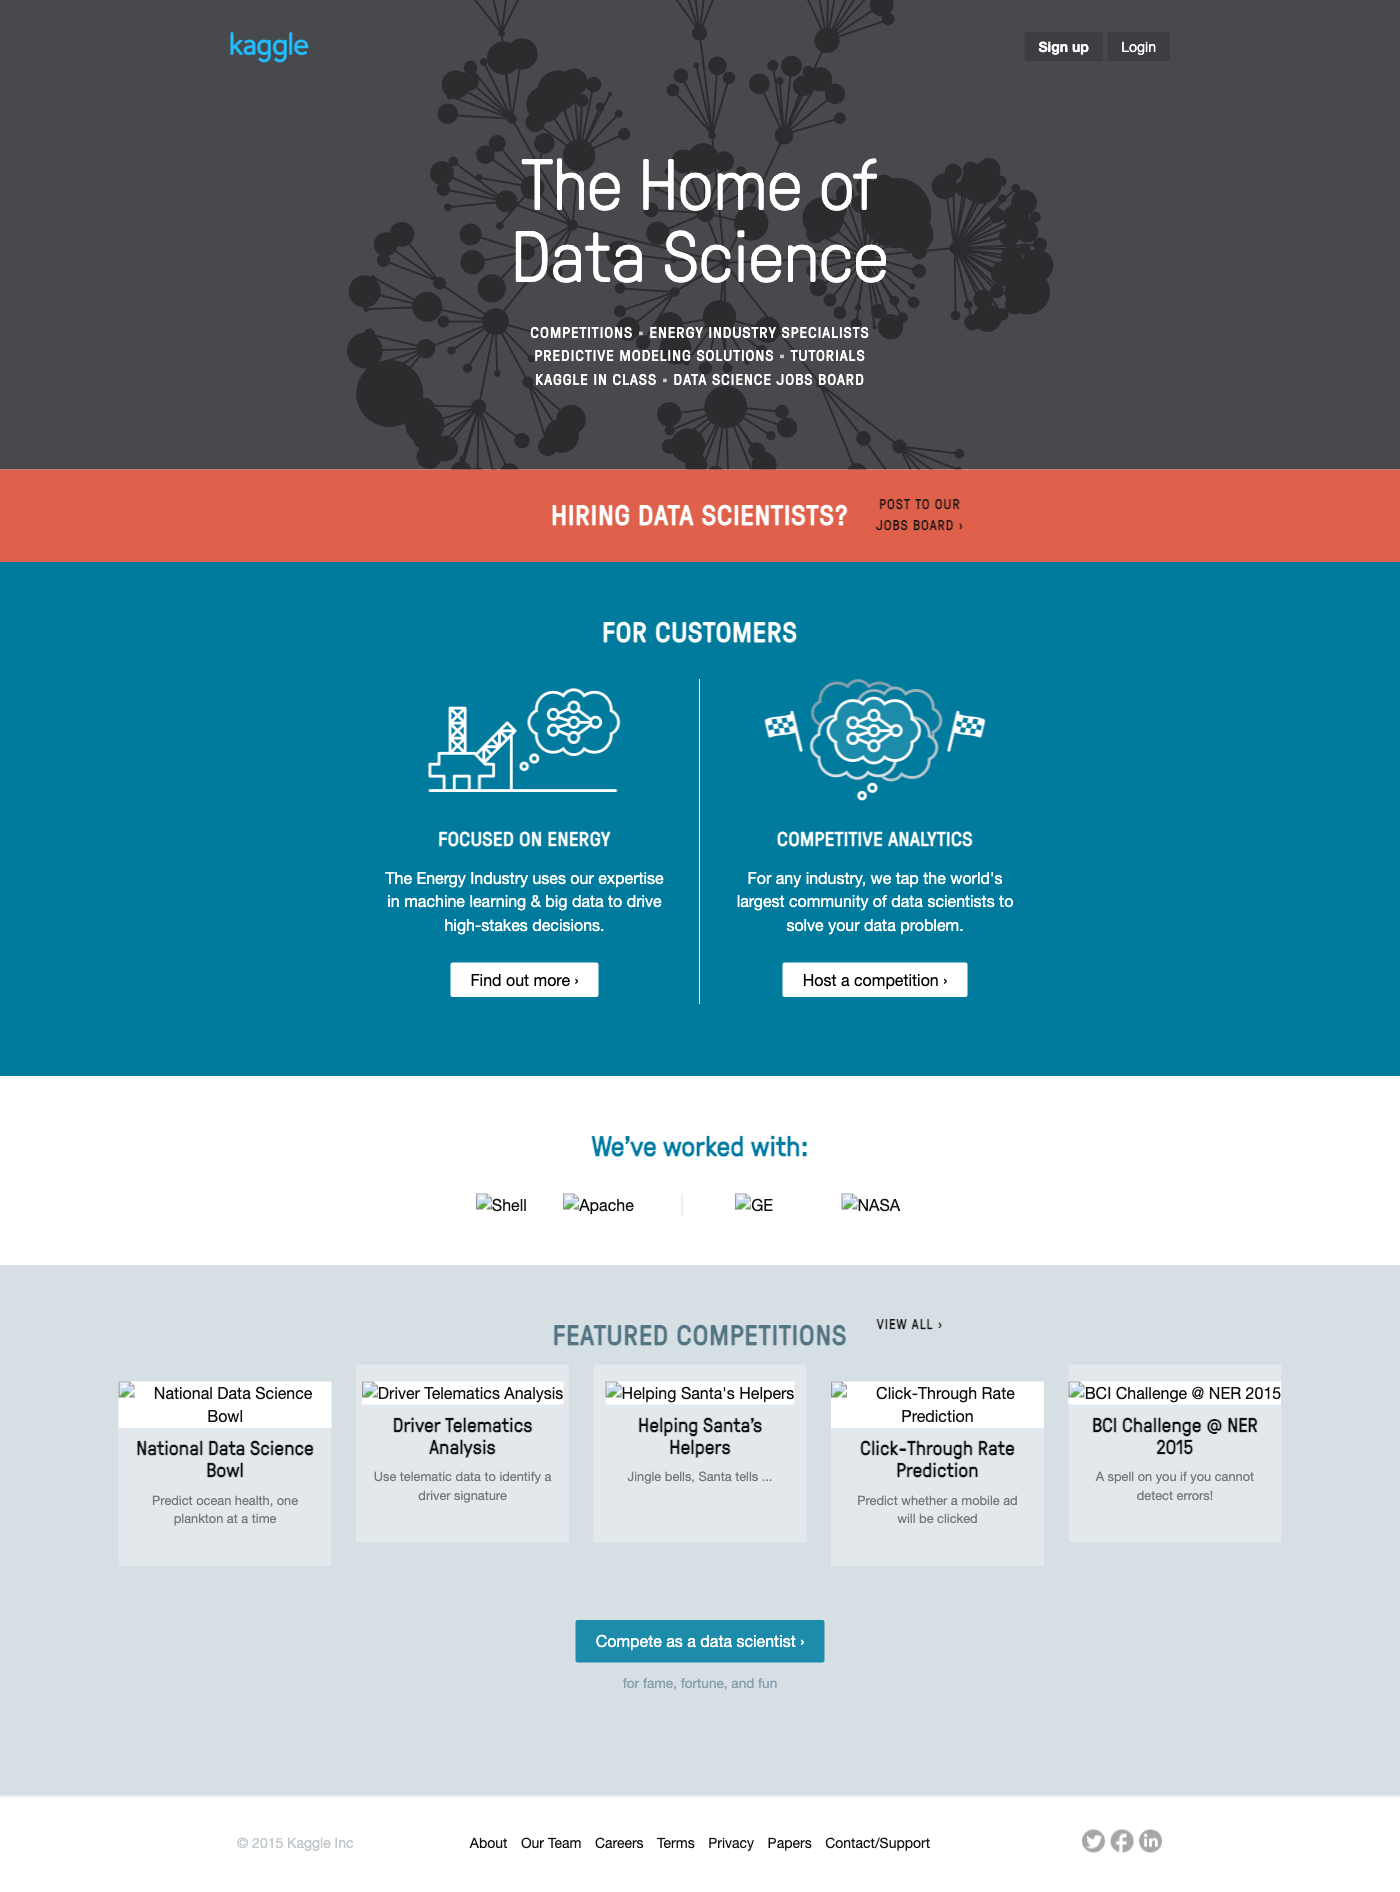 kaggle
Sign up
Login
The Home of
Data Science
COMPETITIONS • ENERGY INDUSTRY SPECIALISTS
PREDICTIVE MODELING SOLUTIONS • TUTORIALS
KAGGLE IN CLASS • DATA SCIENCE JOBS BOARD
HIRING DATA SCIENTISTS?
POST TO OUR
JOBS BOARD ›
FOR CUSTOMERS
FOCUSED ON ENERGY
The Energy Industry uses our expertise
in machine learning & big data to drive
high-stakes decisions.
Find out more ›
COMPETITIVE ANALYTICS
For any industry, we tap the world's
largest community of data scientists to
solve your data problem.
Host a competition ›
We’ve worked with:
Shell
Apache
GE
NASA
FEATURED COMPETITIONS
VIEW ALL ›
National Data Science
Bowl
National Data Science
Bowl
Predict ocean health, one
plankton at a time
Driver Telematics Analysis
Driver Telematics
Analysis
Use telematic data to identify a
driver signature
Helping Santa's Helpers
Helping Santa’s
Helpers
Jingle bells, Santa tells ...
Click-Through Rate
Prediction
Click-Through Rate
Prediction
Predict whether a mobile ad
will be clicked
BCI Challenge @ NER 2015
BCI Challenge @ NER
2015
A spell on you if you cannot
detect errors!
Compete as a data scientist ›
for fame, fortune, and fun
© 2015 Kaggle Inc
About Our Team Careers Terms Privacy Papers Contact/Support